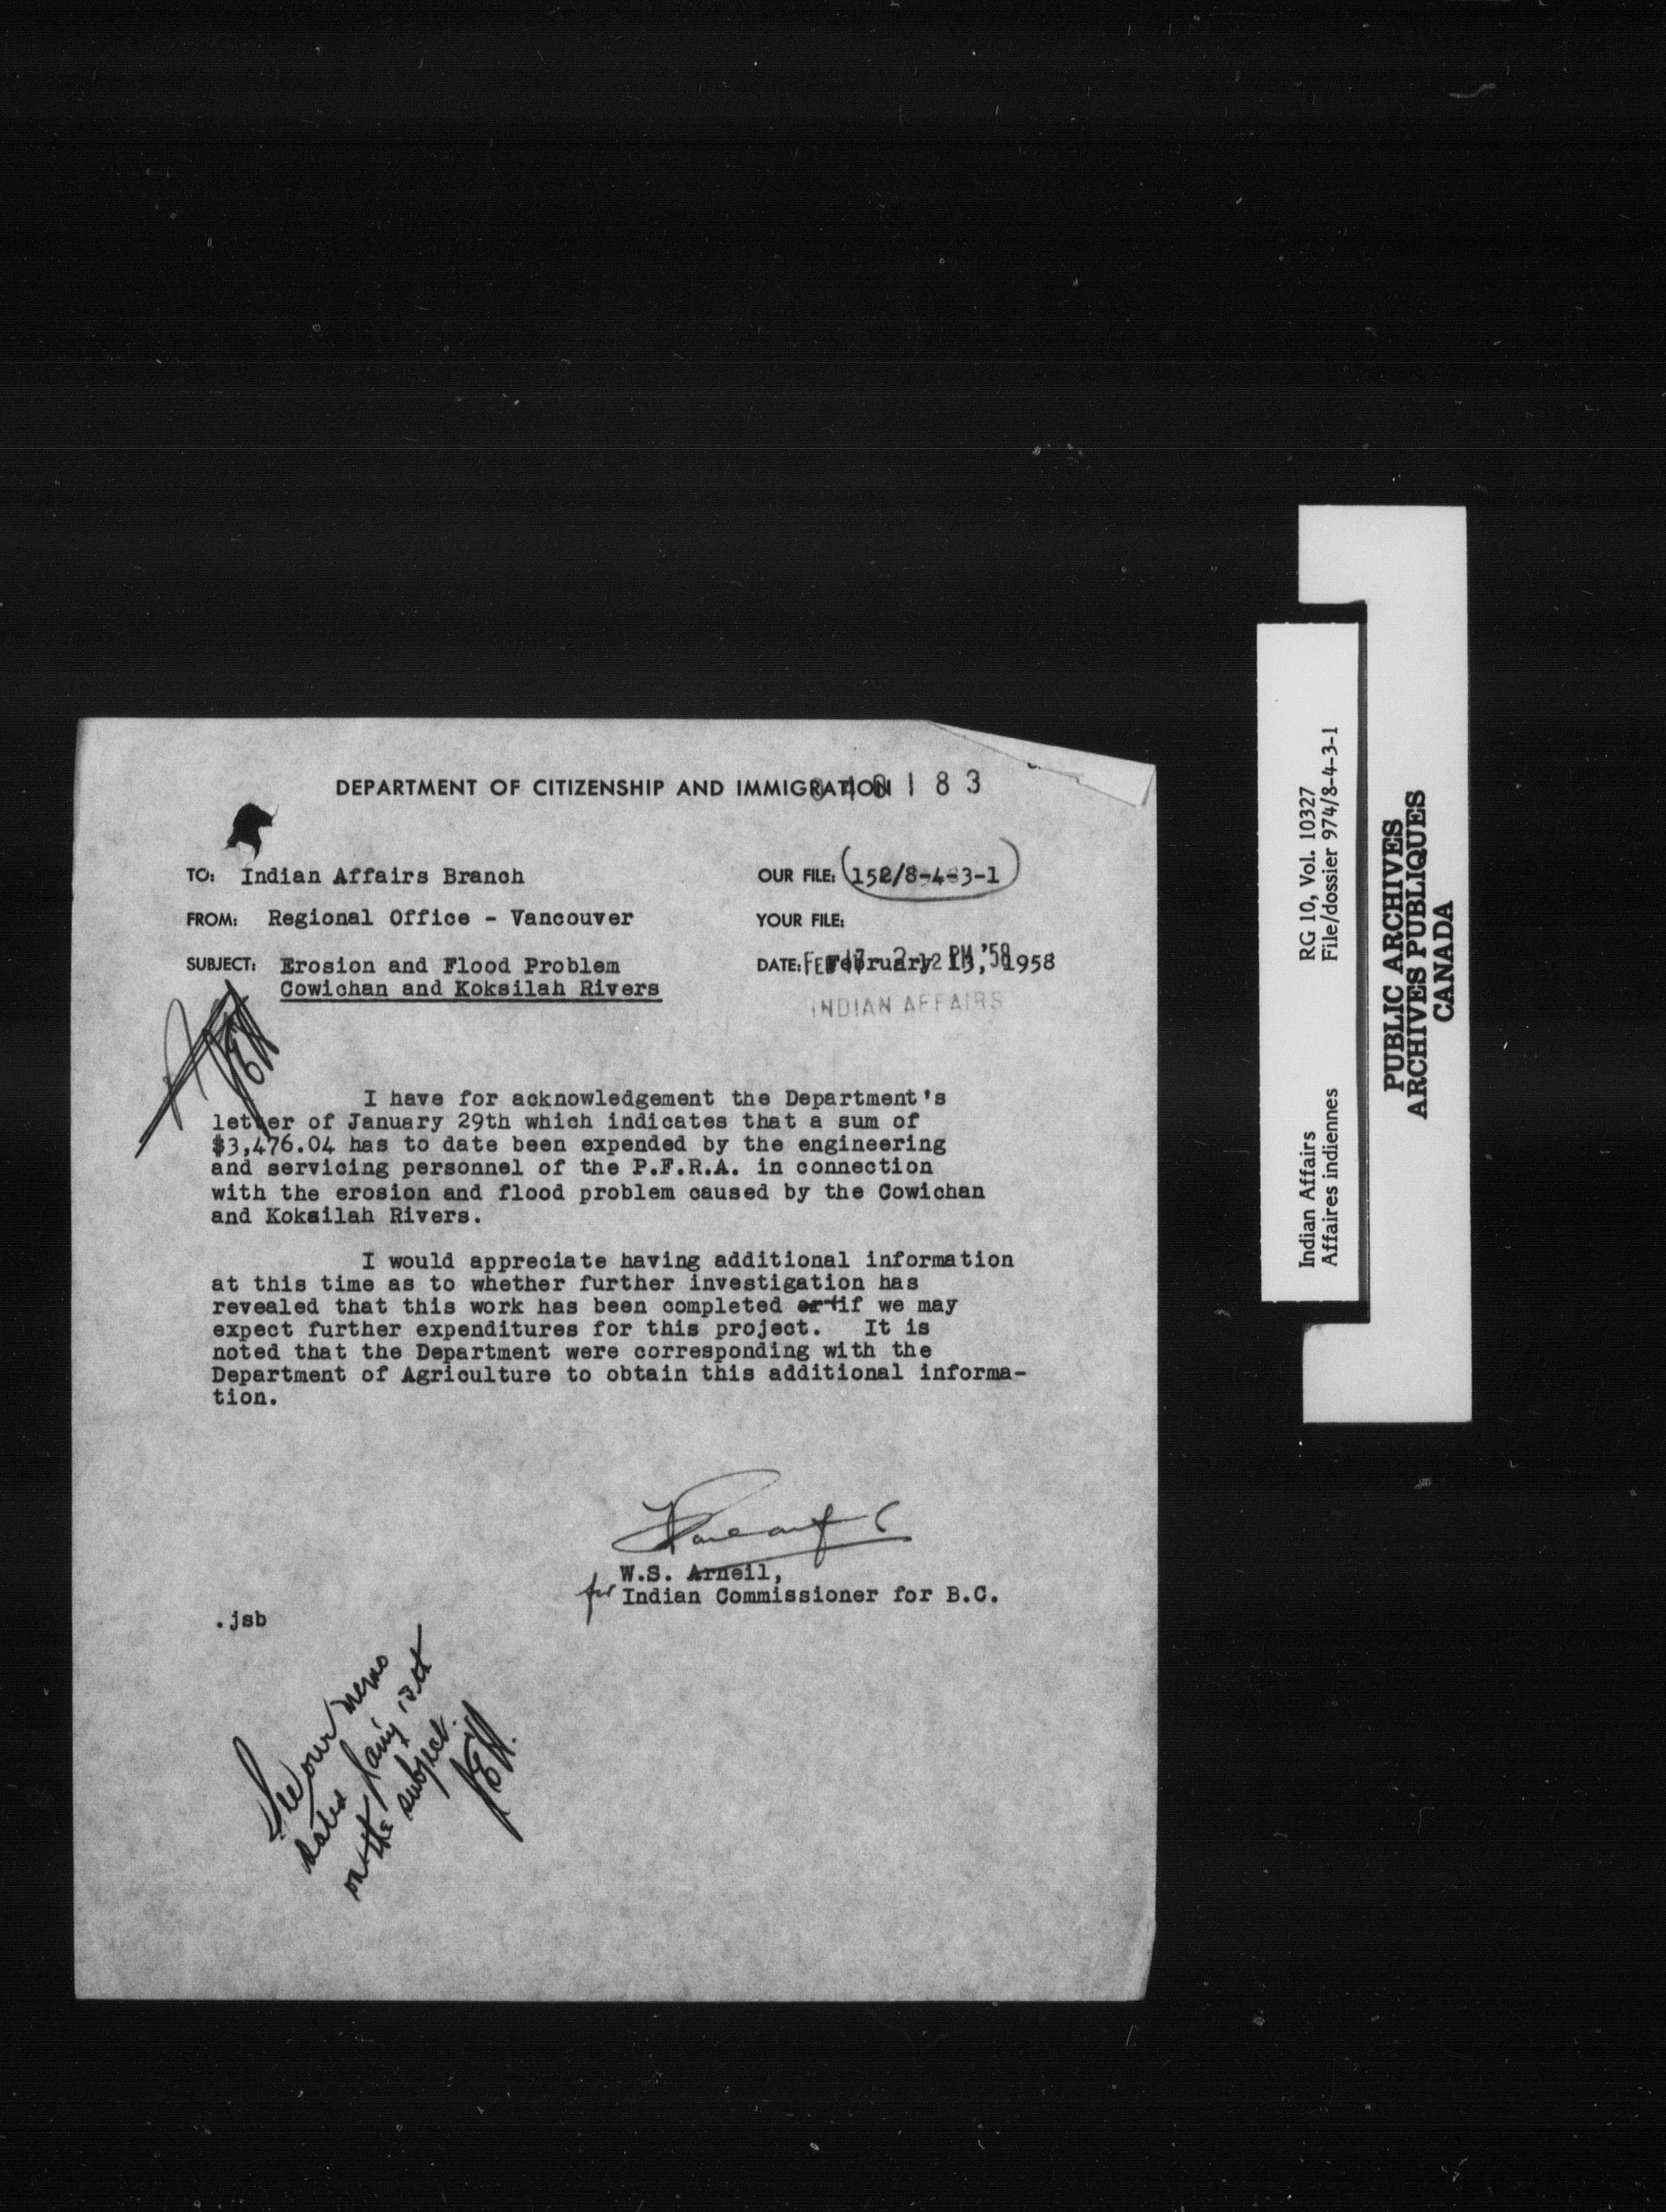 DEPARTMENT OF CITIZENSHIP AND IMMIGRATION
183
TO: Indian Affairs Branch
OUR FILE: 152/8-4-3-1
FROM: Regional Office - Vancouver
YOUR FILE:
SUBJECT: Erosion and Flood Problem
Cowichan and Koksilah Rivers
DATE: February 13, 1958
FEB 17 2 12 PM '58
INDIAN AFFAIRS
I have for acknowledgement the Department's
letter of January 29th which indicates that a sum of
$3,476.04 has to date been expended by the engineering
and servicing personnel of the P.F.R.A. in connection
with the erosion and flood problem caused by the Cowichan
and Koksilah Rivers.
I would appreciate having additional information
at this time as to whether further investigation has
revealed that this work has been completed or if we may
expect further expenditures for this project. It is
noted that the Department were corresponding with the
Department of Agriculture to obtain this additional informa-
tion.
W.S. Arneil,
for Indian Commissioner for B.C.
.jsb
See our memo
dated
on the subject.
RG 10, Vol. 10327
File/dossier 974/8-4-3-1
Indian Affairs
Affaires indiennes
PUBLIC ARCHIVES
ARCHIVES PUBLIQUES
CANADA